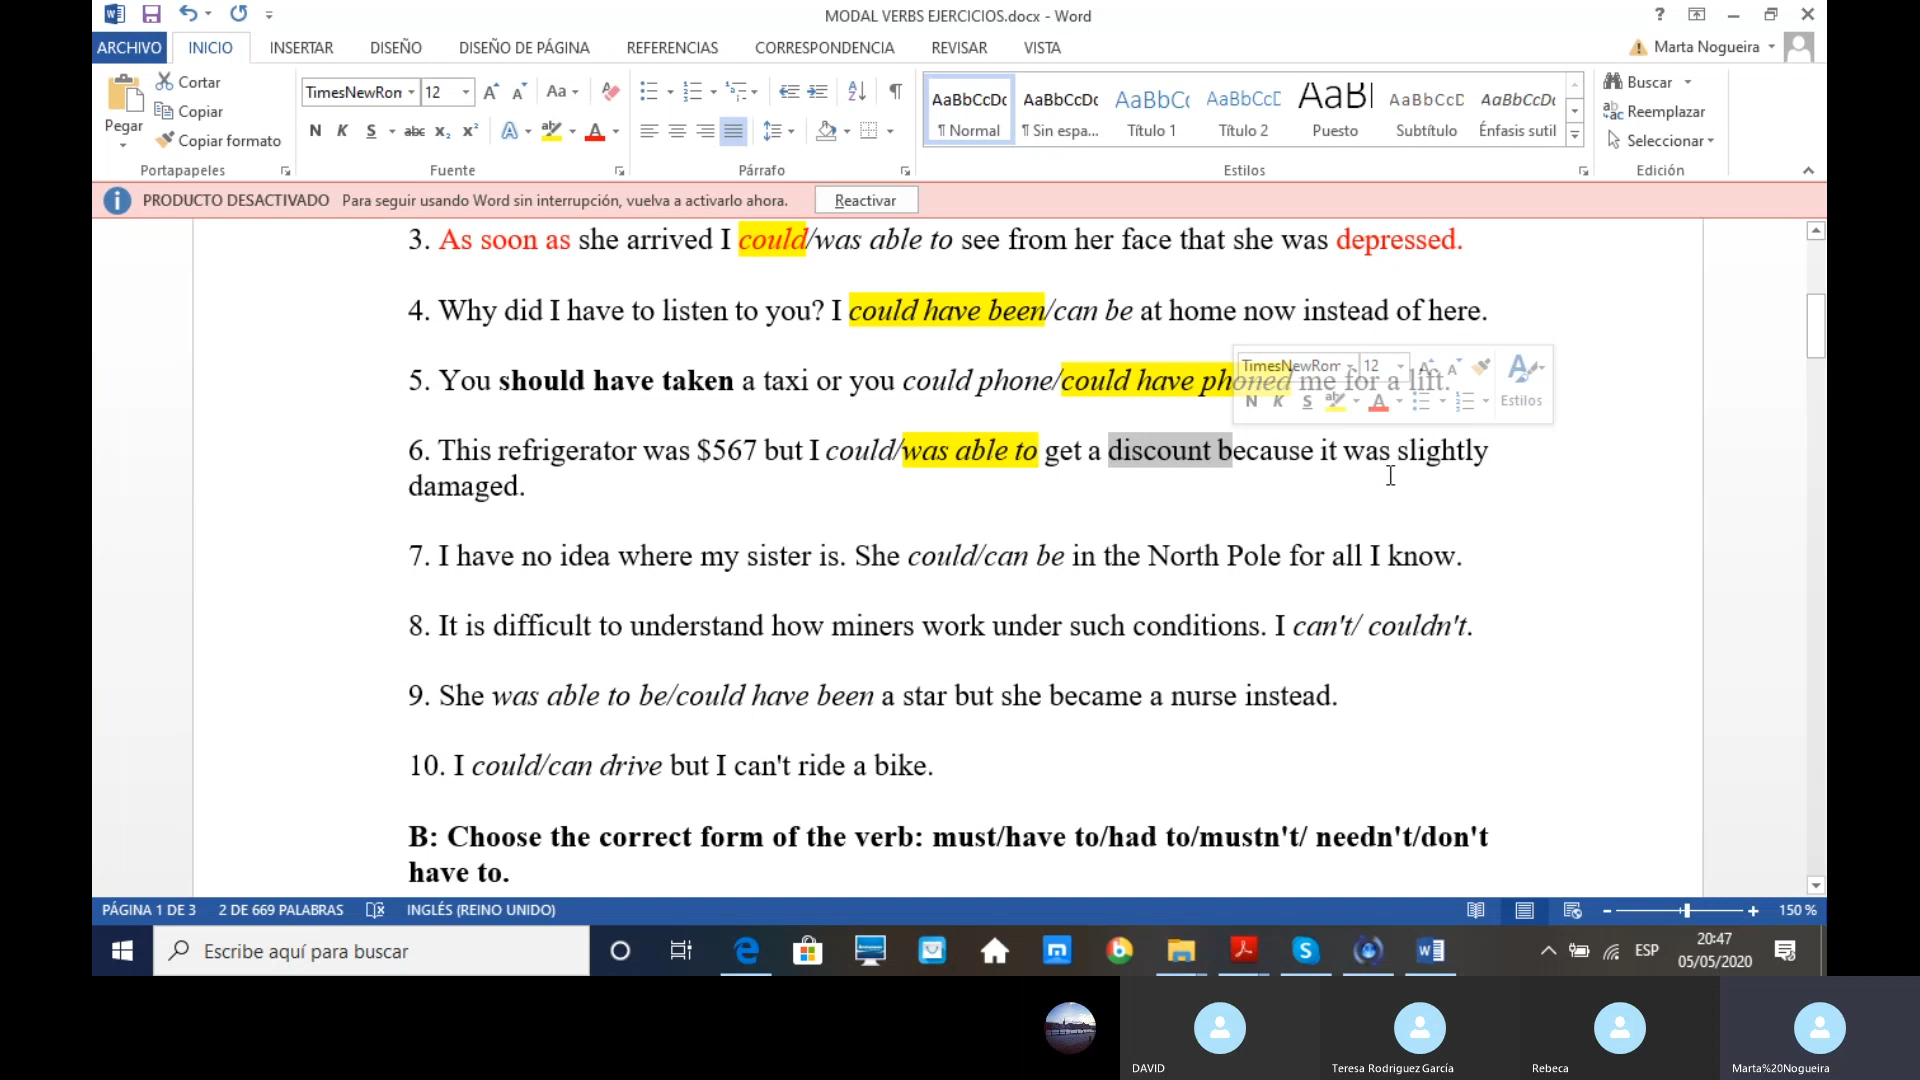 MODAL VERBS EJERCICIOS.docx - Word
ARCHIVO INICIO INSERTAR DISEÑO DISEÑO DE PÁGINA REFERENCIAS CORRESPONDENCIA REVISAR VISTA Marta Nogueira
Pegar
Cortar
Copiar
Copiar formato
Portapapeles
TimesNewRon 12
Fuente
Párrafo
AaBbCcDc AaBbCcDc AaBbCc AaBbCcC AaBl AaBbCcD AaBbCcDc
¶ Normal ¶ Sin espa... Título 1 Título 2 Puesto Subtítulo Énfasis sutil
Estilos
Buscar
Reemplazar
Seleccionar
Edición
PRODUCTO DESACTIVADO Para seguir usando Word sin interrupción, vuelva a activarlo ahora. Reactivar
3. As soon as she arrived I could/was able to see from her face that she was depressed.
4. Why did I have to listen to you? I could have been/can be at home now instead of here.
5. You should have taken a taxi or you could phone/could have phoned me for a lift.
TimesNewRon 12
N K S Estilos
6. This refrigerator was $567 but I could/was able to get a discount because it was slightly
damaged.
7. I have no idea where my sister is. She could/can be in the North Pole for all I know.
8. It is difficult to understand how miners work under such conditions. I can't/ couldn't.
9. She was able to be/could have been a star but she became a nurse instead.
10. I could/can drive but I can't ride a bike.
B: Choose the correct form of the verb: must/have to/had to/mustn't/ needn't/don't
have to.
PÁGINA 1 DE 3 2 DE 669 PALABRAS INGLÉS (REINO UNIDO) 150 %
Escribe aquí para buscar
ESP
20:47
05/05/2020
DAVID
Teresa Rodriguez García
Rebeca
Marta%20Nogueira